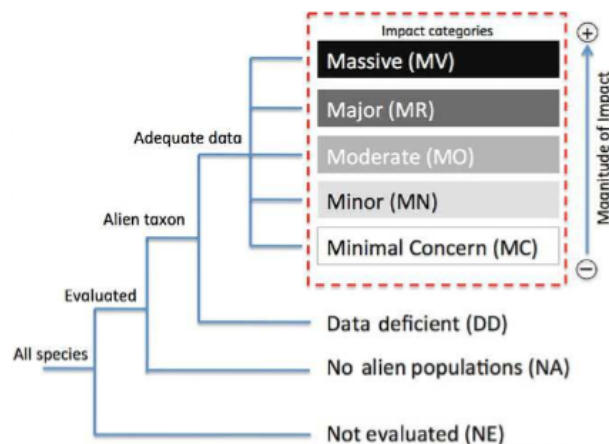 Impact categories
Massive (MV)
Major (MR)
Adequate data
Moderate (MO)
Minor (MN)
Alien taxon
Minimal Concern (MC)
Magnitude of Impact
Evaluated
Data deficient (DD)
All species
No alien populations (NA)
Not evaluated (NE)